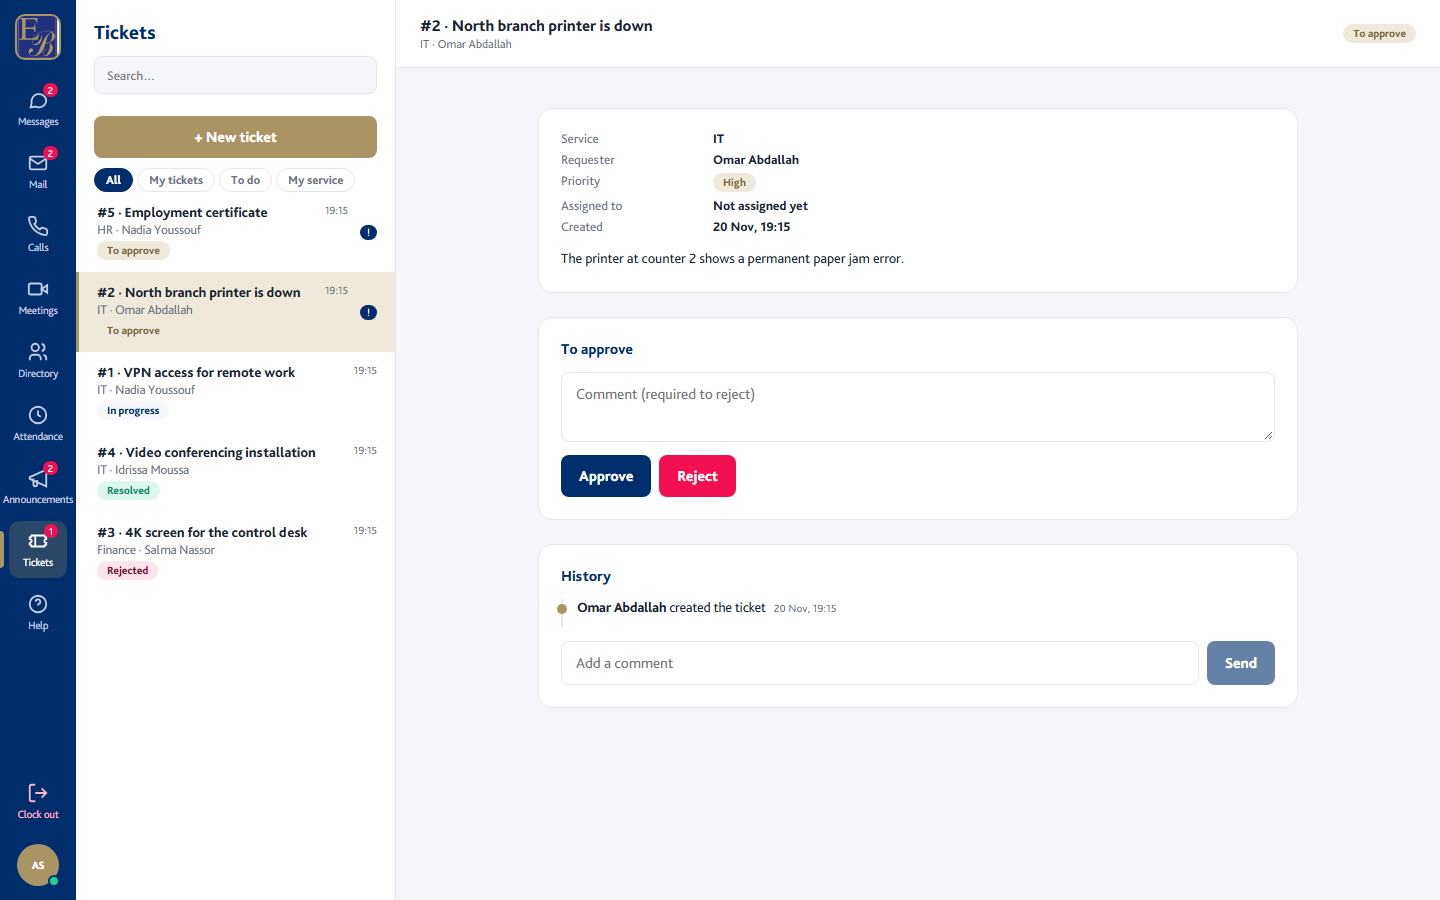 EB
2
Messages
2
Mail
Calls
Meetings
Directory
Attendance
2
Announcements
1
Tickets
Help
Clock out
AS
Tickets
Search...
+ New ticket
All
My tickets
To do
My service
#5 · Employment certificate
19:15
HR · Nadia Youssouf
!
To approve
#2 · North branch printer is down
19:15
IT · Omar Abdallah
!
To approve
#1 · VPN access for remote work
19:15
IT · Nadia Youssouf
In progress
#4 · Video conferencing installation
19:15
IT · Idrissa Moussa
Resolved
#3 · 4K screen for the control desk
19:15
Finance · Salma Nassor
Rejected
#2 · North branch printer is down
IT · Omar Abdallah
To approve
Service IT
Requester Omar Abdallah
Priority High
Assigned to Not assigned yet
Created 20 Nov, 19:15
The printer at counter 2 shows a permanent paper jam error.
To approve
Comment (required to reject)
Approve
Reject
History
Omar Abdallah created the ticket 20 Nov, 19:15
Add a comment
Send